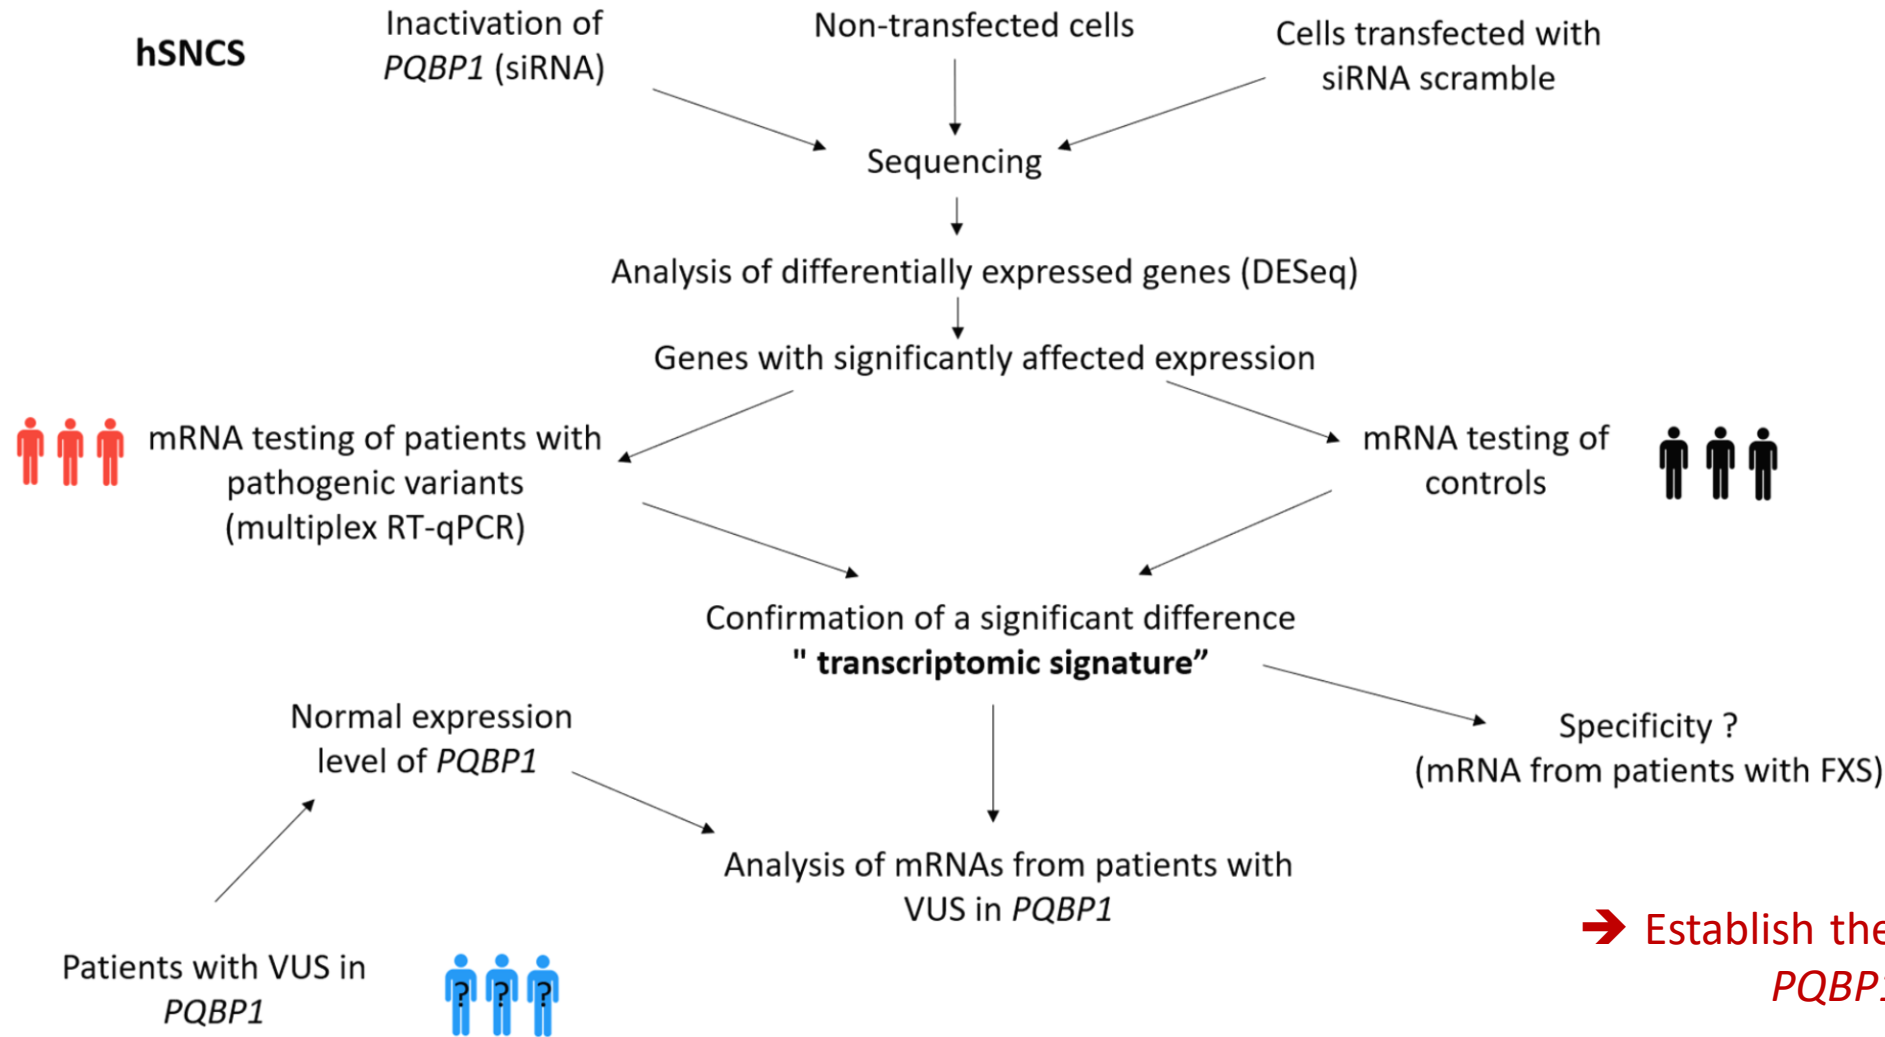 hSNCS
Inactivation of
PQBP1 (siRNA)
Non-transfected cells
Cells transfected with
siRNA scramble
Sequencing
Analysis of differentially expressed genes (DESeq)
Genes with significantly affected expression
mRNA testing of patients with
pathogenic variants
(multiplex RT-qPCR)
mRNA testing of
controls
Confirmation of a significant difference
" transcriptomic signature”
Normal expression
level of PQBP1
Specificity ?
(mRNA from patients with FXS)
Analysis of mRNAs from patients with
VUS in PQBP1
Patients with VUS in
PQBP1
? ? ?
➔ Establish the
PQBP1